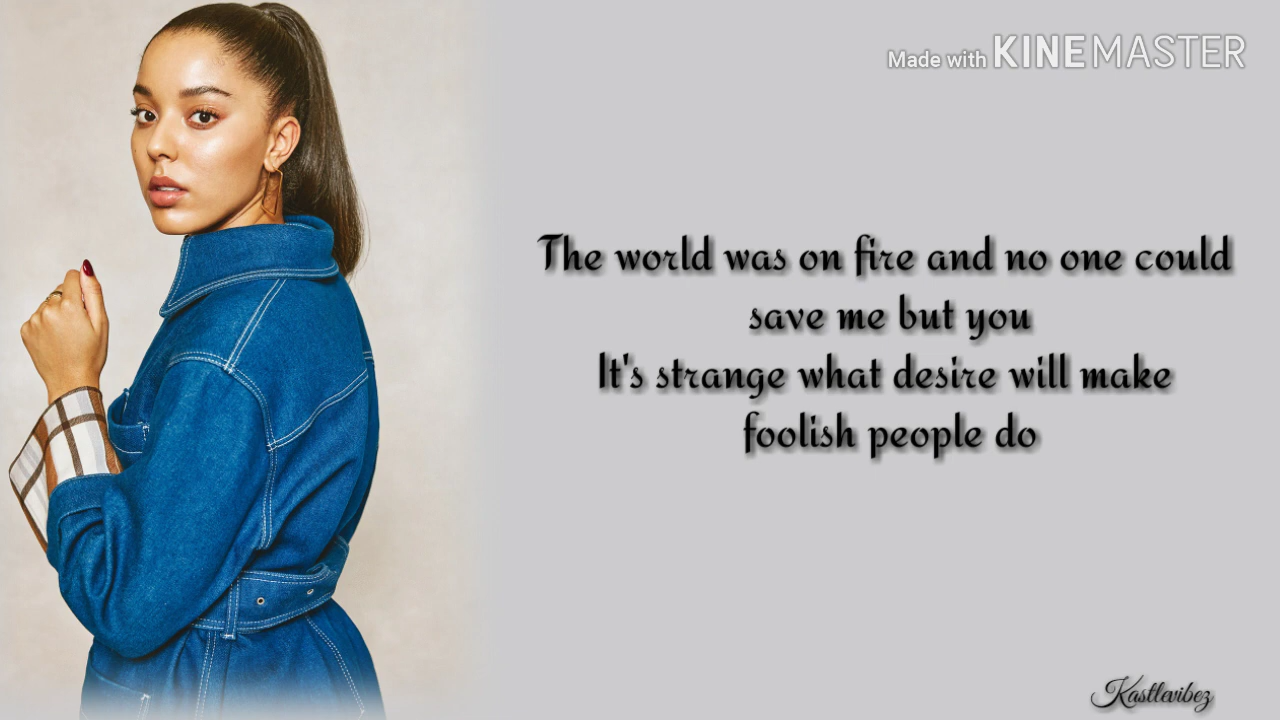 Made with KINEMASTER
The world was on fire and no one could
save me but you
It's strange what desire will make
foolish people do
Kastlevibez